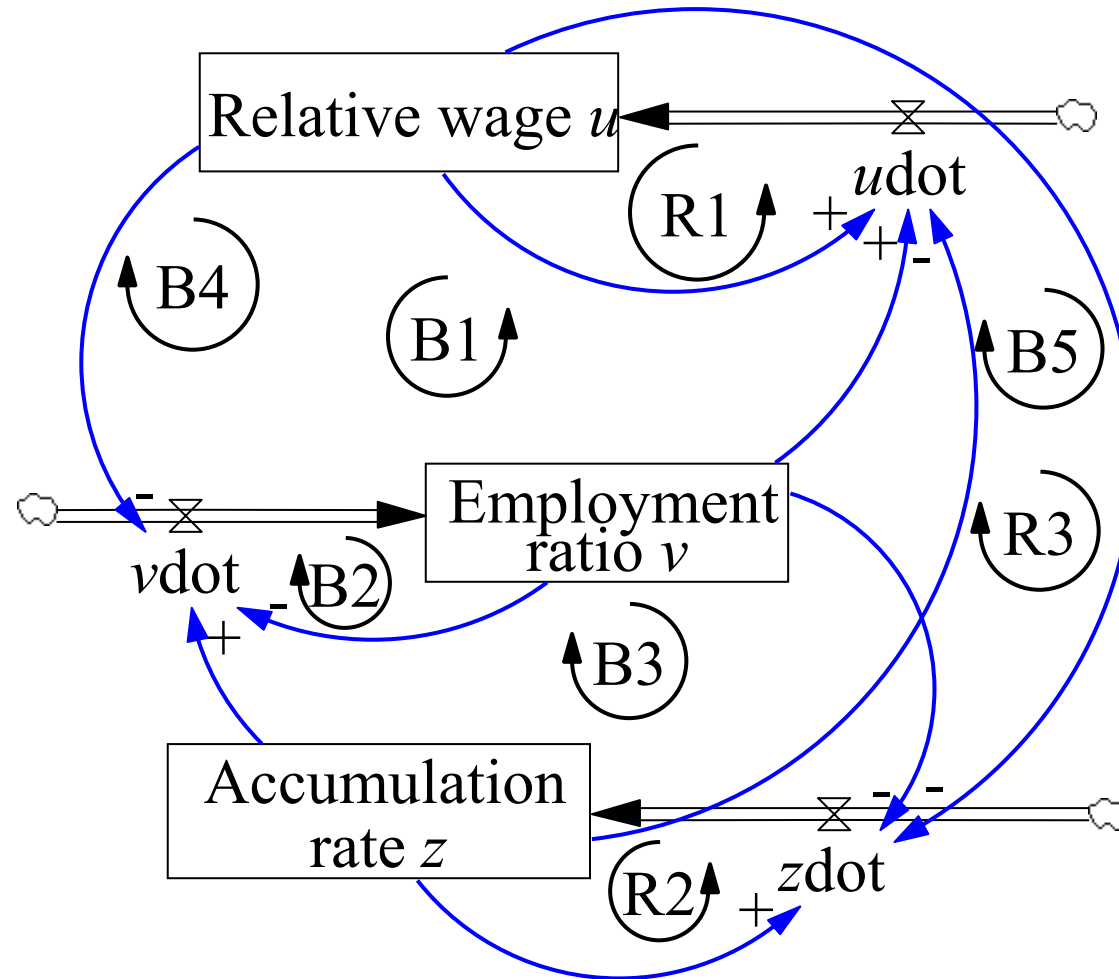 Relative wage u
udot
R1
+
+
-
B4
B1
B5
-
Employment
ratio v
R3
vdot
B2
-
+
B3
Accumulation
rate z
-
-
zdot
R2
+